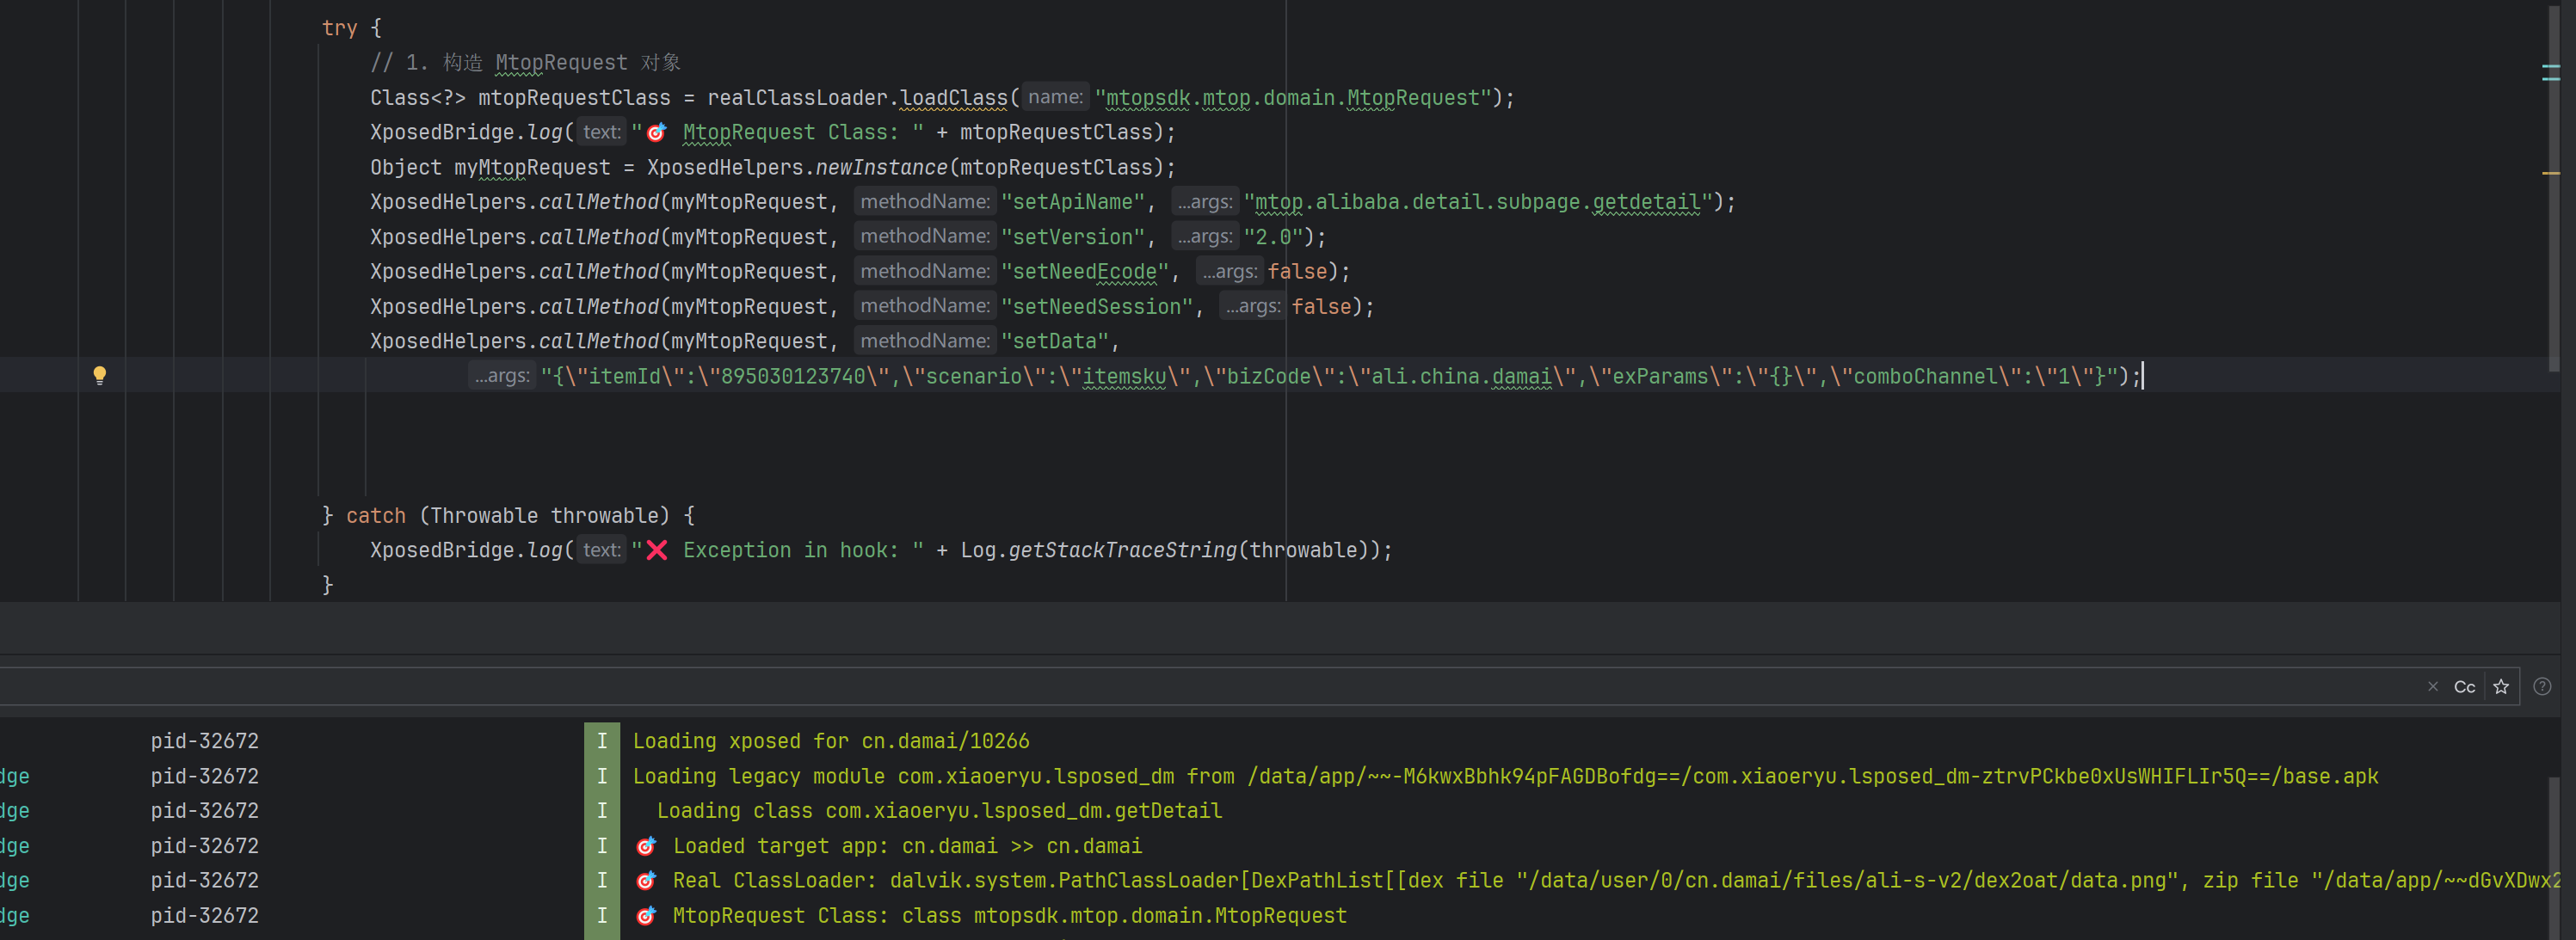 try {
// 1. 构造 MtopRequest 对象
Class<?> mtopRequestClass = realClassLoader.loadClass( name: "mtopsdk.mtop.domain.MtopRequest");
XposedBridge.log( text: "🎯 MtopRequest Class: " + mtopRequestClass);
Object myMtopRequest = XposedHelpers.newInstance(mtopRequestClass);
XposedHelpers.callMethod(myMtopRequest, methodName: "setApiName", ...args: "mtop.alibaba.detail.subpage.getdetail");
XposedHelpers.callMethod(myMtopRequest, methodName: "setVersion", ...args: "2.0");
XposedHelpers.callMethod(myMtopRequest, methodName: "setNeedEcode", ...args: false);
XposedHelpers.callMethod(myMtopRequest, methodName: "setNeedSession", ...args: false);
XposedHelpers.callMethod(myMtopRequest, methodName: "setData",
...args: "{\"itemId\":\"895030123740\",\"scenario\":\"itemsku\",\"bizCode\":\"ali.china.damai\",\"exParams\":\"{}\",\"comboChannel\":\"1\"}");
} catch (Throwable throwable) {
XposedBridge.log( text: "❌ Exception in hook: " + Log.getStackTraceString(throwable));
}
Cc
pid-32672 I Loading xposed for cn.damai/10266
dge pid-32672 I Loading legacy module com.xiaoeryu.lsposed_dm from /data/app/~~-M6kwxBbhk94pFAGDBofdg==/com.xiaoeryu.lsposed_dm-ztrvPCkbe0xUsWHIFLIr5Q==/base.apk
dge pid-32672 I Loading class com.xiaoeryu.lsposed_dm.getDetail
dge pid-32672 I 🎯 Loaded target app: cn.damai >> cn.damai
dge pid-32672 I 🎯 Real ClassLoader: dalvik.system.PathClassLoader[DexPathList[[dex file "/data/user/0/cn.damai/files/ali-s-v2/dex2oat/data.png", zip file "/data/app/~~dGvXDwx2
dge pid-32672 I 🎯 MtopRequest Class: class mtopsdk.mtop.domain.MtopRequest